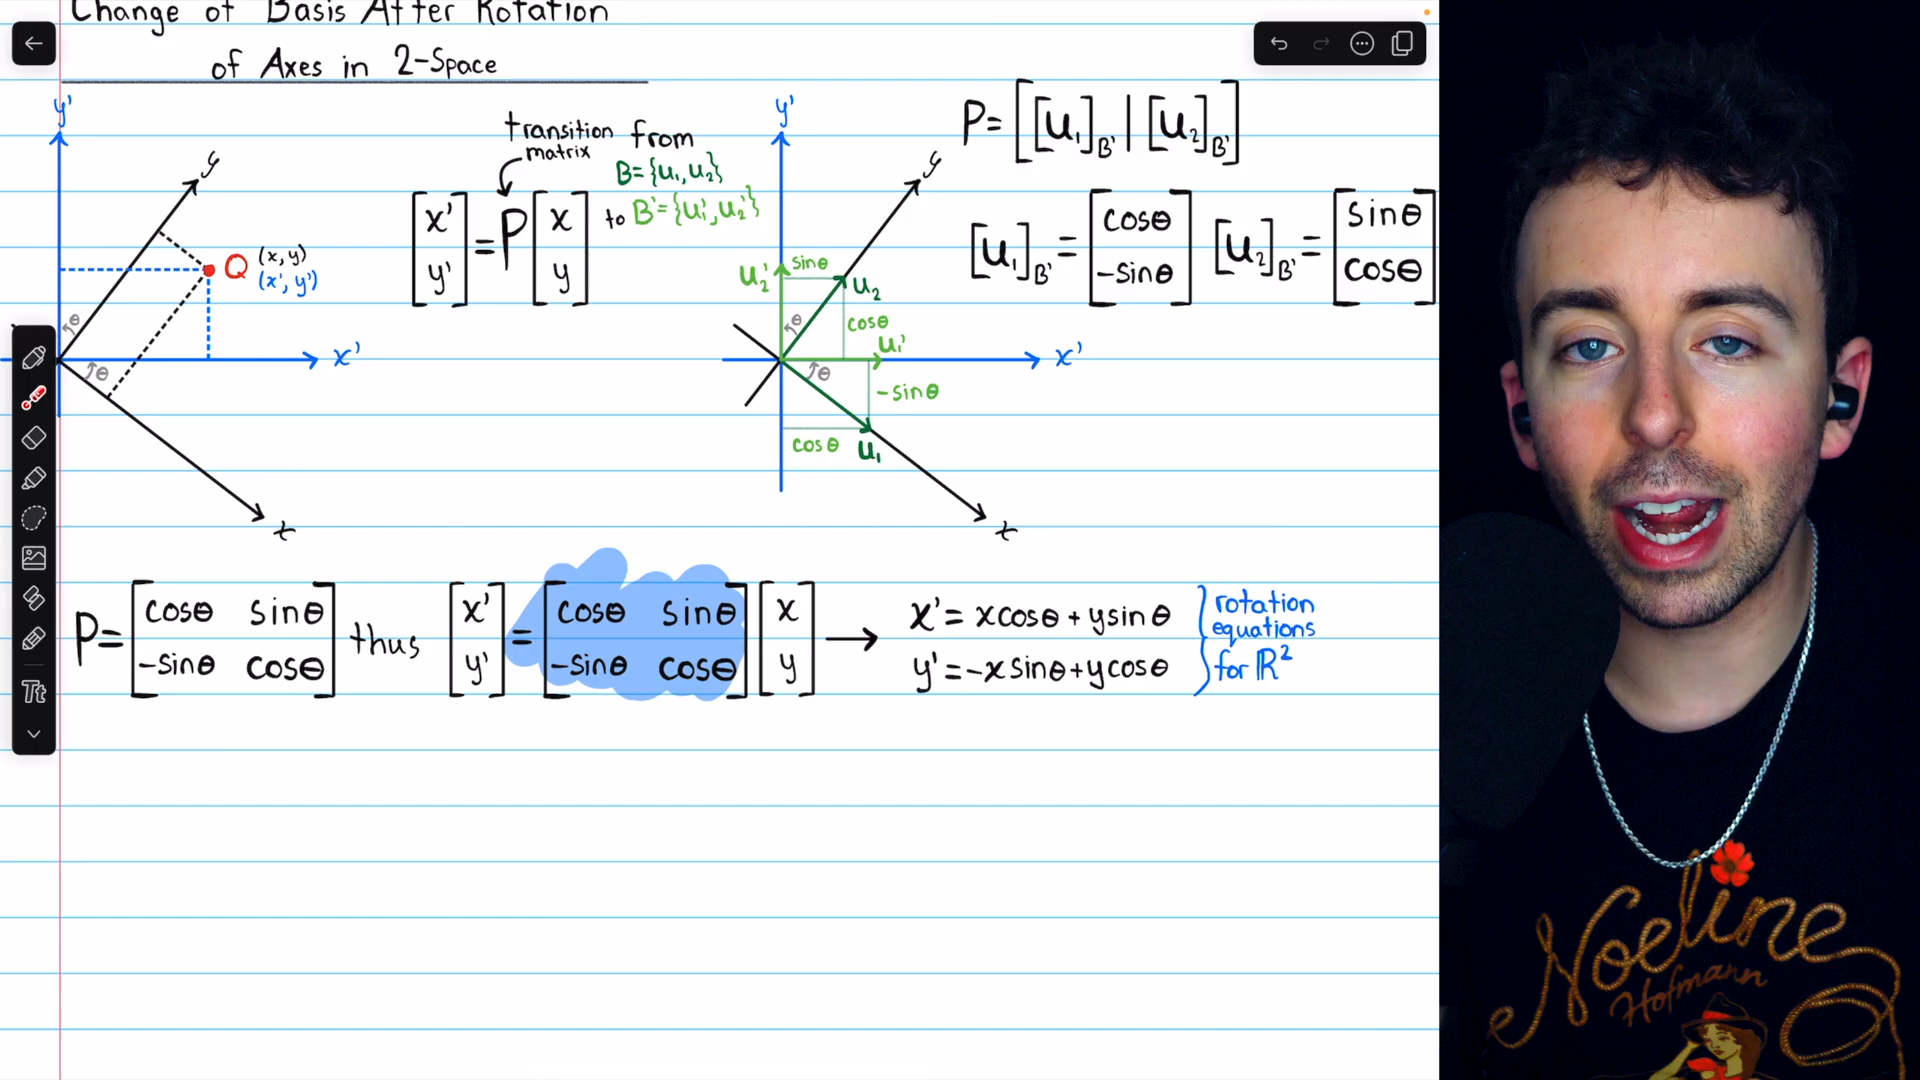 Change of Basis After Rotation
of Axes in 2-Space
y'
y
Q (x, y)
(x', y')
θ
θ
x'
x
transition
matrix
from
B={u₁,u₂}
to B'={u₁',u₂'}
[x' y'] = P [x y]
y'
y
u₂'
sinθ
u₂
θ
cosθ
u₁'
x'
θ
-sinθ
cosθ
u₁
x
P=[[u₁]B' | [u₂]B']
[u₁]B' = [cosθ -sinθ] [u₂]B' = [sinθ cosθ]
P= [cosθ sinθ -sinθ cosθ] thus [x' y'] = [cosθ sinθ -sinθ cosθ] [x y] →
x' = xcosθ + ysinθ
y' = -xsinθ + ycosθ
rotation
equations
for ℝ²
Tt
Noeline
Hofmann